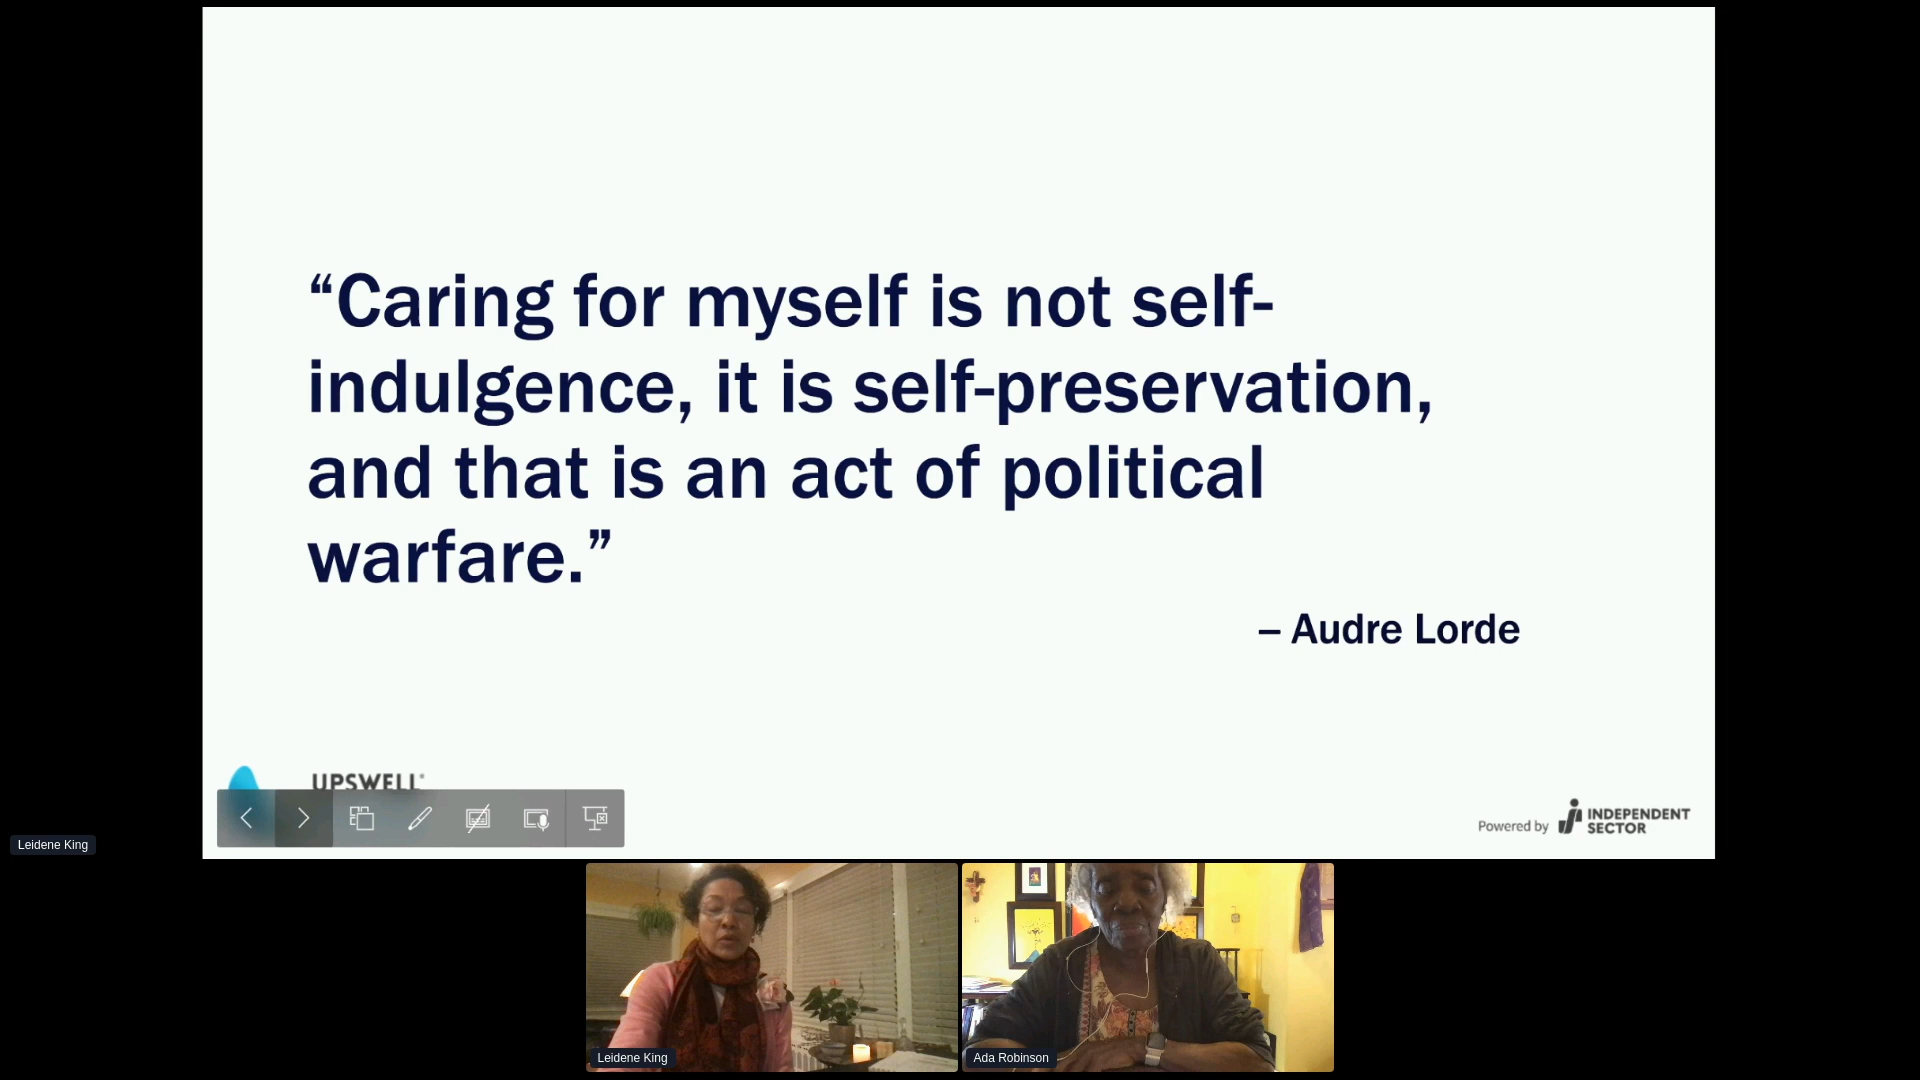 “Caring for myself is not self-
indulgence, it is self-preservation,
and that is an act of political
warfare.”
– Audre Lorde
UPSWELL®
Powered by
INDEPENDENT
SECTOR
Leidene King
Leidene King
Ada Robinson